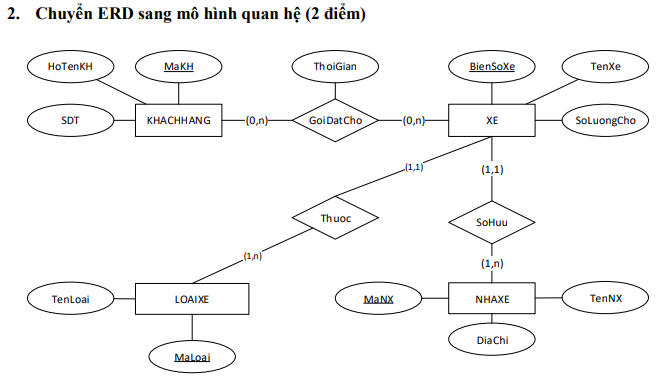 2. Chuyển ERD sang mô hình quan hệ (2 điểm)
HoTenKH
MaKH
ThoiGian
BienSoXe
TenXe
SDT
KHACHHANG
(0,n)
GoiDatCho
(0,n)
XE
SoLuongCho
(1,1)
(1,1)
Thuoc
SoHuu
(1,n)
(1,n)
TenLoai
LOAIXE
MaNX
NHAXE
TenNX
DiaChi
MaLoai